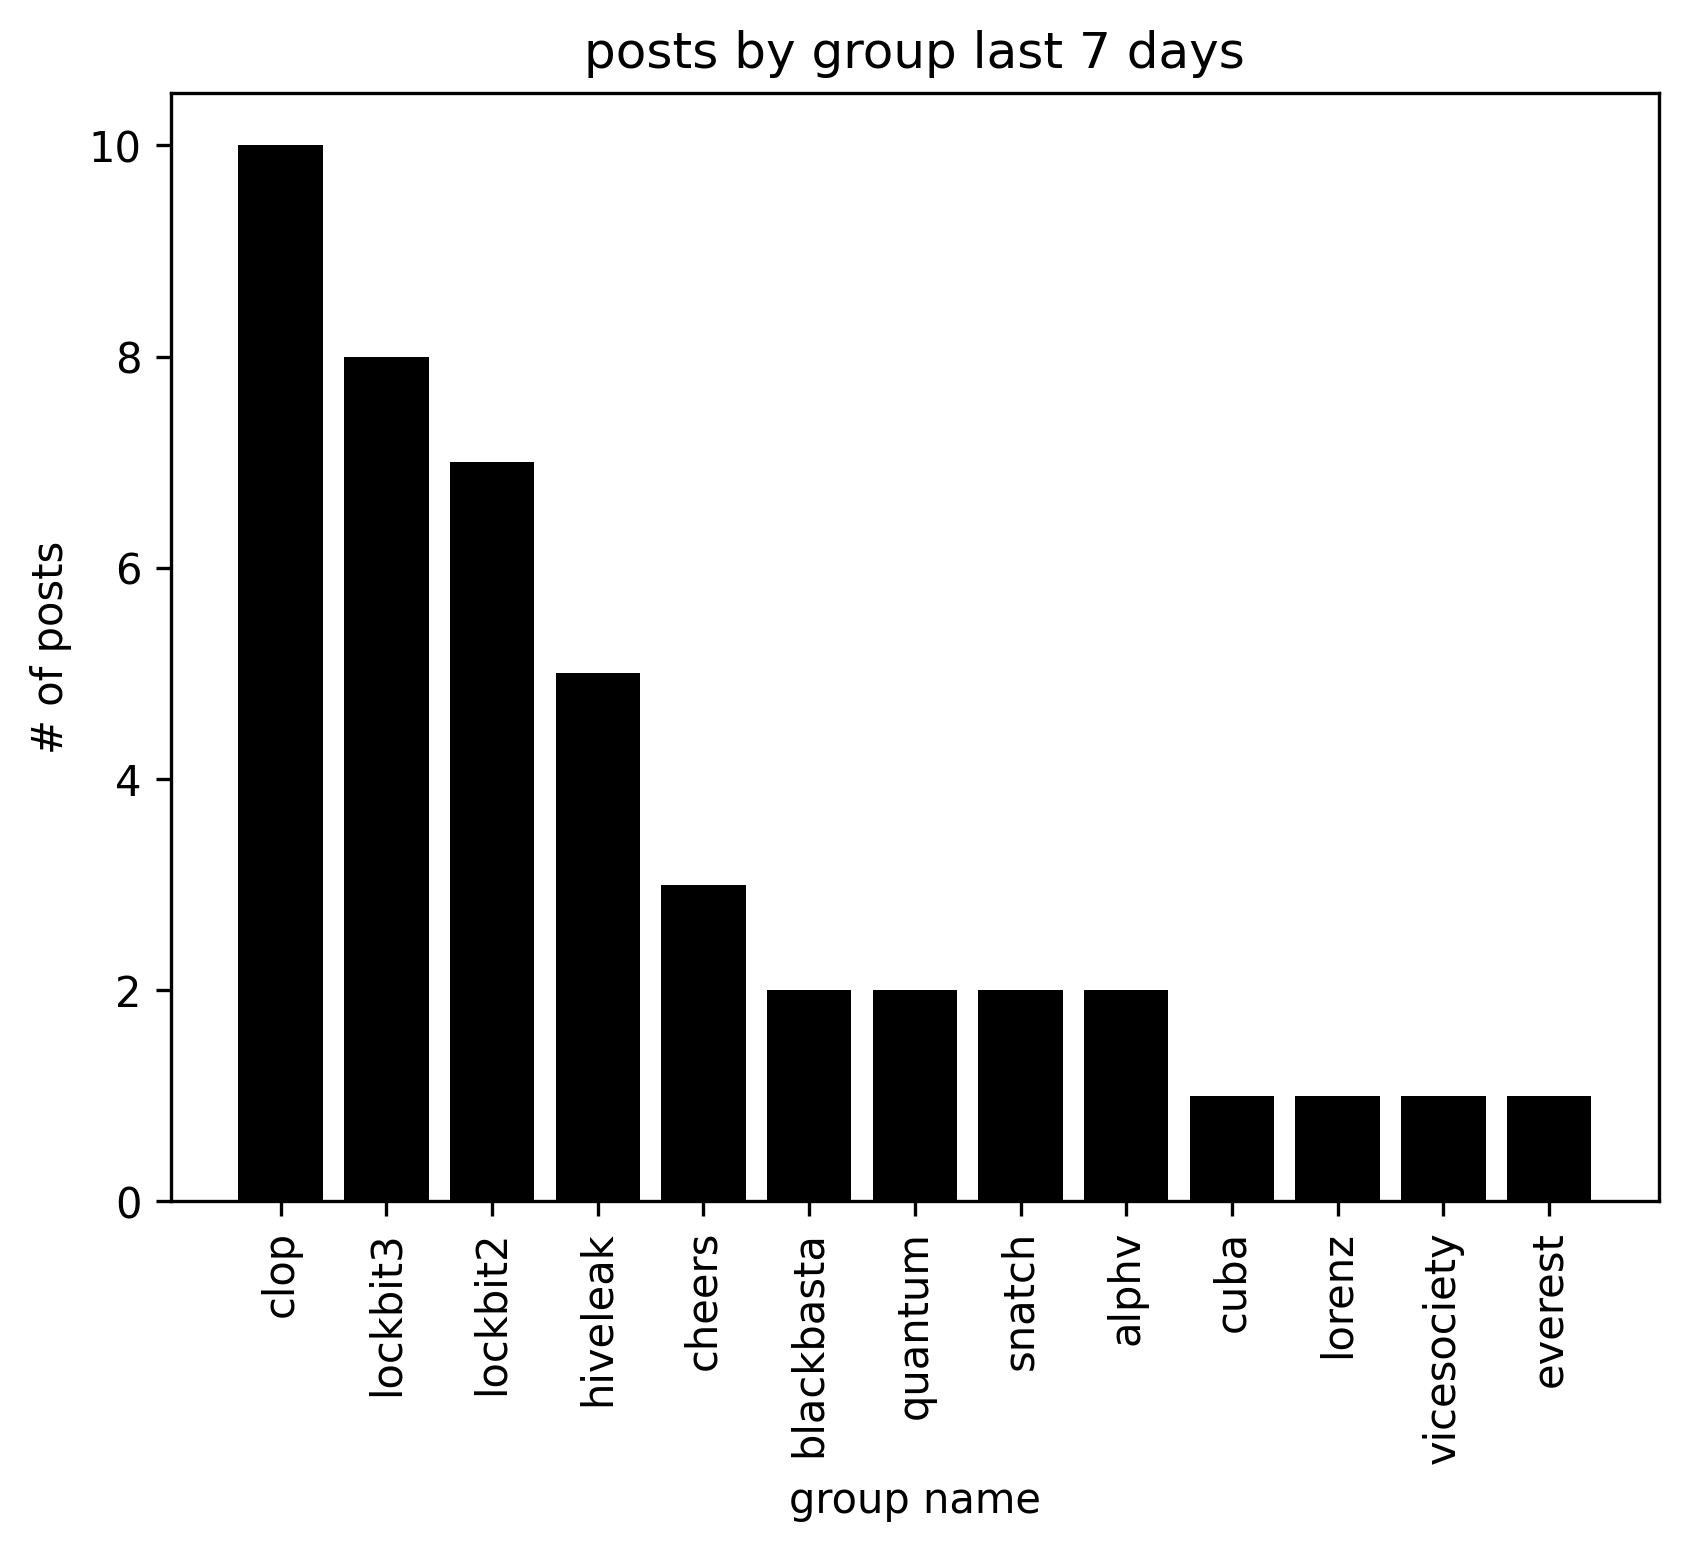 posts by group last 7 days
# of posts
10
8
6
4
2
0
clop
lockbit3
lockbit2
hiveleak
cheers
blackbasta
quantum
snatch
alphv
cuba
lorenz
vicesociety
everest
group name